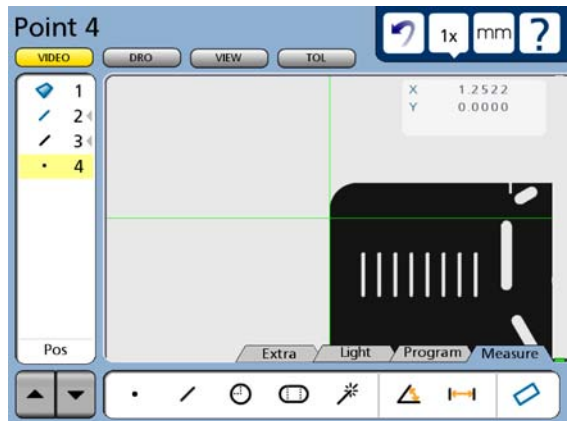 Point 4
1x
mm
?
VIDEO
DRO
VIEW
TOL
1
2
3
4
X 1.2522
Y 0.0000
Pos
Extra
Light
Program
Measure